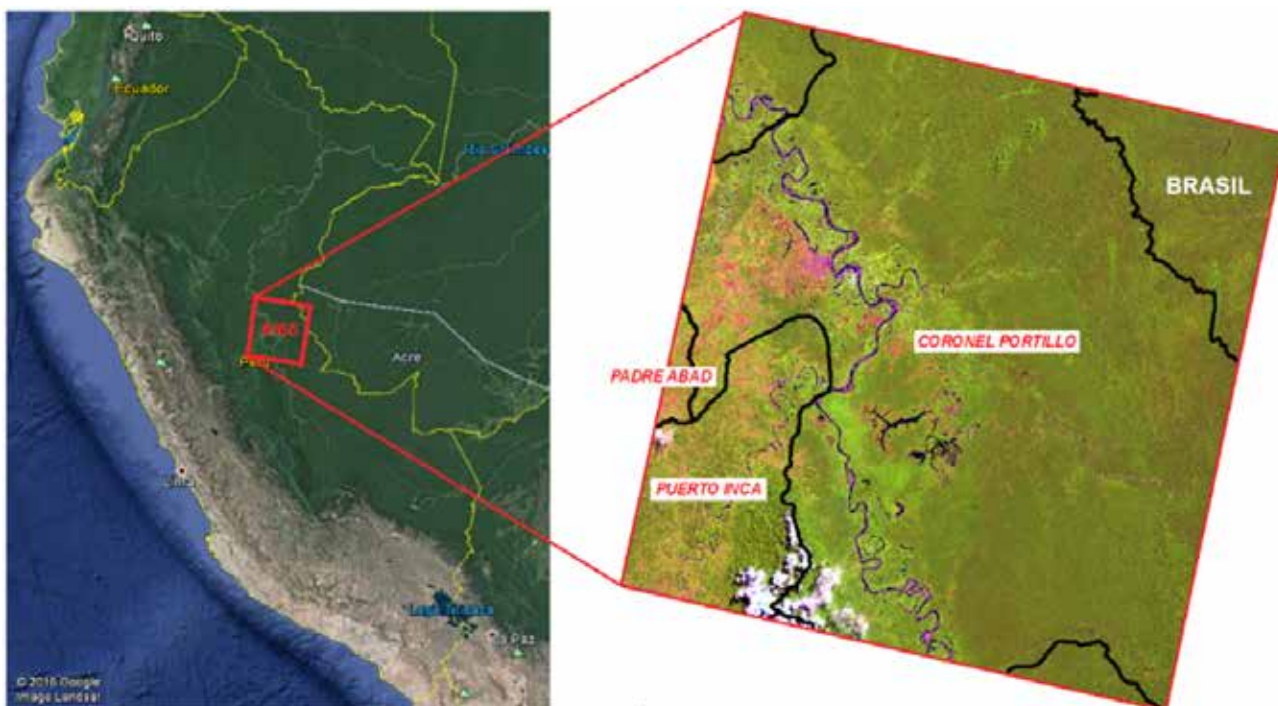 Quito
Ecuador
Acre
Lima
La Paz
© 2016 Google
Image Landsat
BRASIL
CORONEL PORTILLO
PADRE ABAD
PUERTO INCA